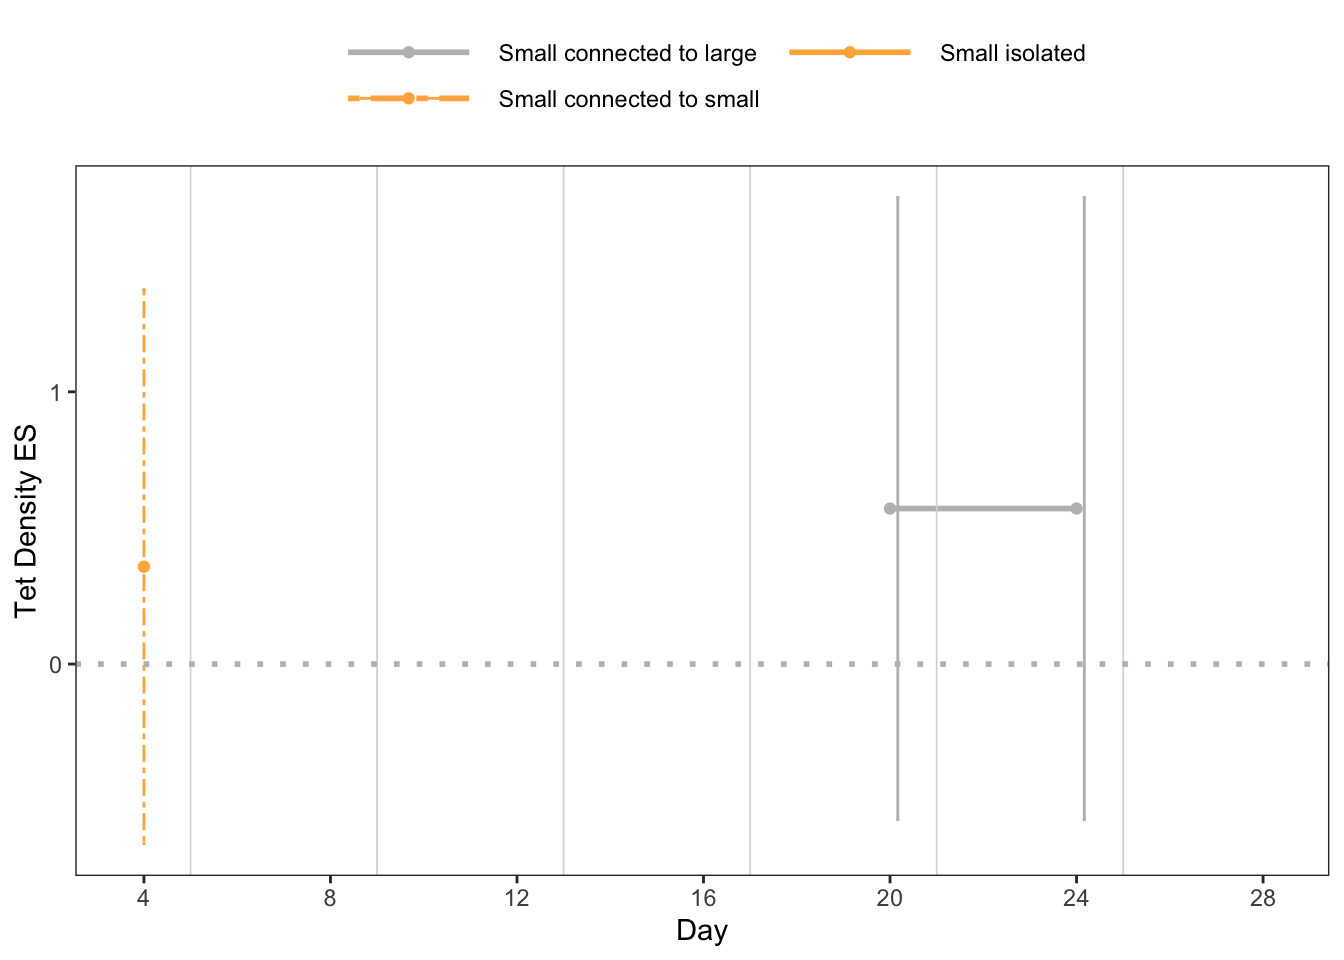 Small connected to large
Small isolated
Small connected to small
Tet Density ES
1
0
4 8 12 16 20 24 28
Day